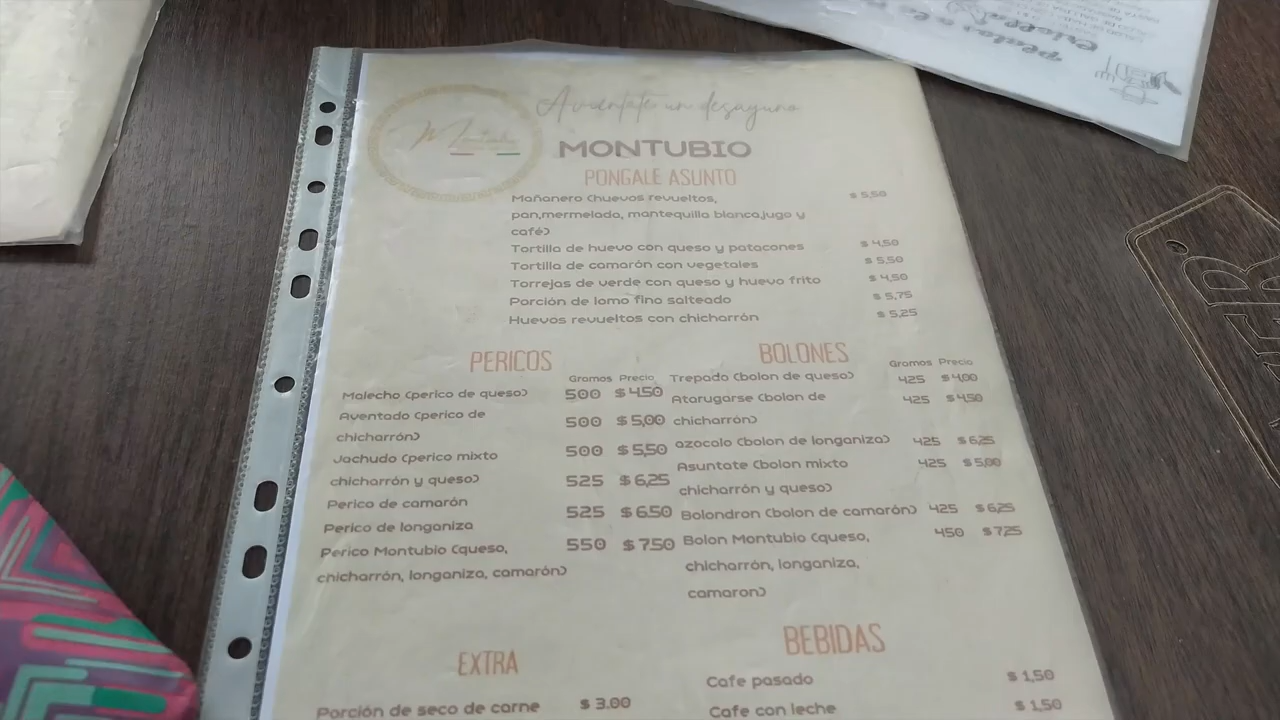 Avuéntate un desayuno
MONTUBIO
PONGALE ASUNTO
Mañanero (huevos revueltos, $ 5,50
pan,mermelada, mantequilla blanca,jugo y
café)
Tortilla de huevo con queso y patacones $ 4,50
Tortilla de camarón con vegetales $ 5,50
Torrejas de verde con queso y huevo frito $ 4,50
Porción de lomo fino salteado $ 5,75
Huevos revueltos con chicharrón $ 5,25
PERICOS
Gramos Precio
Malecho (perico de queso) 500 $ 4,50
Aventado (perico de 500 $ 5,00
chicharrón)
Jachudo (perico mixto 500 $ 5,50
chicharrón y queso) 525 $ 6,25
Perico de camarón 525 $ 6,50
Perico de longaniza
Perico Montubio (queso, 550 $ 7,50
chicharrón, longaniza, camarón)
BOLONES
Gramos Precio
Trepado (bolon de queso) 425 $ 4,00
Atarugarse (bolon de 425 $ 4,50
chicharrón)
azocalo (bolon de longaniza) 425 $ 6,25
Asuntate (bolon mixto 425 $ 5,00
chicharrón y queso)
Bolondron (bolon de camarón) 425 $ 6,25
Bolon Montubio (queso, 450 $ 7,25
chicharrón, longaniza,
camaron)
EXTRA
Porción de seco de carne $ 3.00
BEBIDAS
Cafe pasado $ 1,50
Cafe con leche $ 1,50
Platos